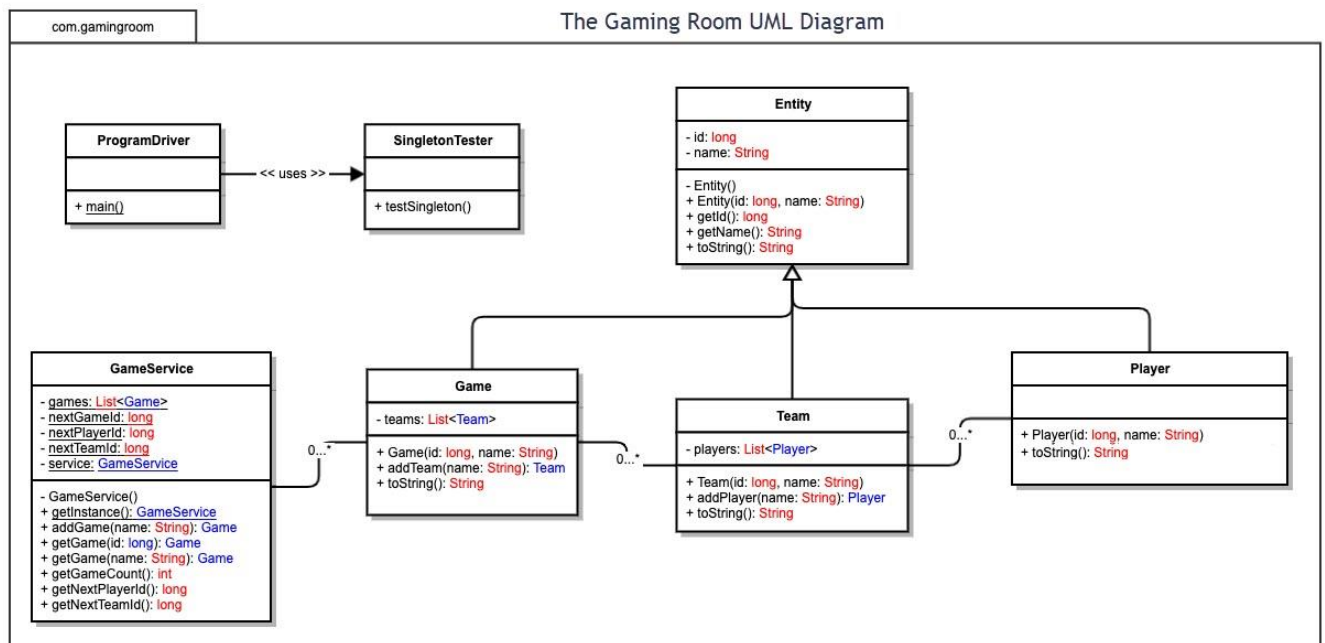 com.gamingroom
The Gaming Room UML Diagram
ProgramDriver
+ main()
<< uses >>
SingletonTester
+ testSingleton()
Entity
- id: long
- name: String
- Entity()
+ Entity(id: long, name: String)
+ getId(): long
+ getName(): String
+ toString(): String
GameService
- games: List<Game>
- nextGameId: long
- nextPlayerId: long
- nextTeamId: long
- service: GameService
- GameService()
+ getInstance(): GameService
+ addGame(name: String): Game
+ getGame(id: long): Game
+ getGame(name: String): Game
+ getGameCount(): int
+ getNextPlayerId(): long
+ getNextTeamId(): long
0...*
Game
- teams: List<Team>
+ Game(id: long, name: String)
+ addTeam(name: String): Team
+ toString(): String
0...*
Team
- players: List<Player>
+ Team(id: long, name: String)
+ addPlayer(name: String): Player
+ toString(): String
0...*
Player
+ Player(id: long, name: String)
+ toString(): String